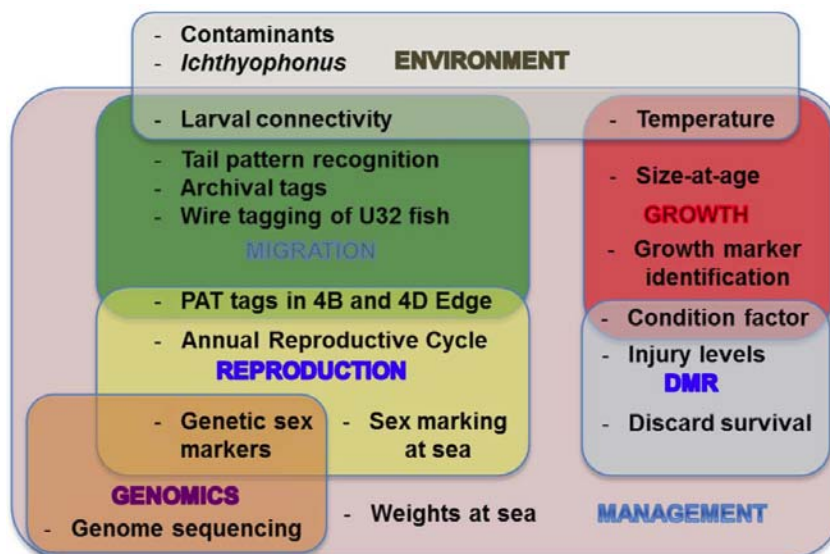 - Contaminants
- Ichthyophonus ENVIRONMENT
- Larval connectivity
- Tail pattern recognition
- Archival tags
- Wire tagging of U32 fish
MIGRATION
- Temperature
- Size-at-age
GROWTH
- Growth marker
identification
- PAT tags in 4B and 4D Edge
- Annual Reproductive Cycle
REPRODUCTION
- Condition factor
- Injury levels
DMR
- Discard survival
- Genetic sex
markers
- Sex marking
at sea
GENOMICS
- Genome sequencing
- Weights at sea
MANAGEMENT